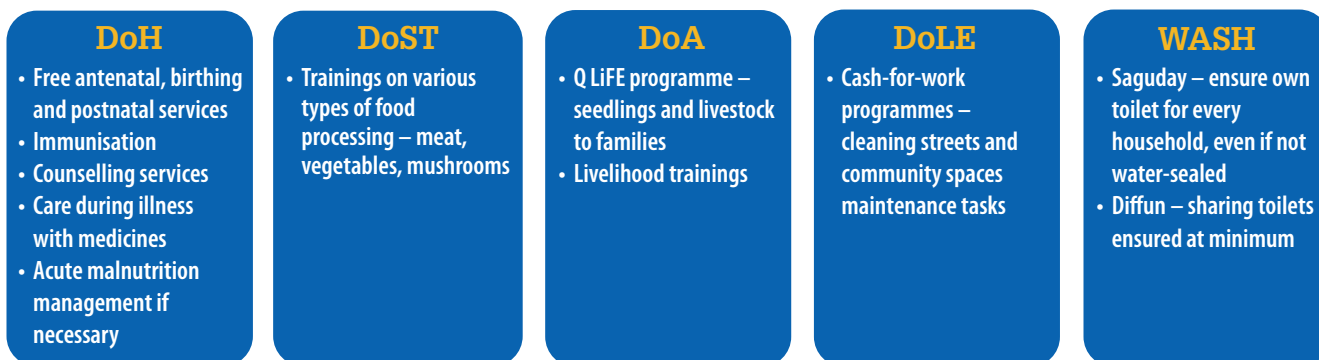 DoH
• Free antenatal, birthing
and postnatal services
• Immunisation
• Counselling services
• Care during illness
with medicines
• Acute malnutrition
management if
necessary
DoST
• Trainings on various
types of food
processing – meat,
vegetables, mushrooms
DoA
• Q LiFE programme –
seedlings and livestock
to families
• Livelihood trainings
DoLE
• Cash-for-work
programmes –
cleaning streets and
community spaces
maintenance tasks
WASH
• Saguday – ensure own
toilet for every
household, even if not
water-sealed
• Diffun – sharing toilets
ensured at minimum